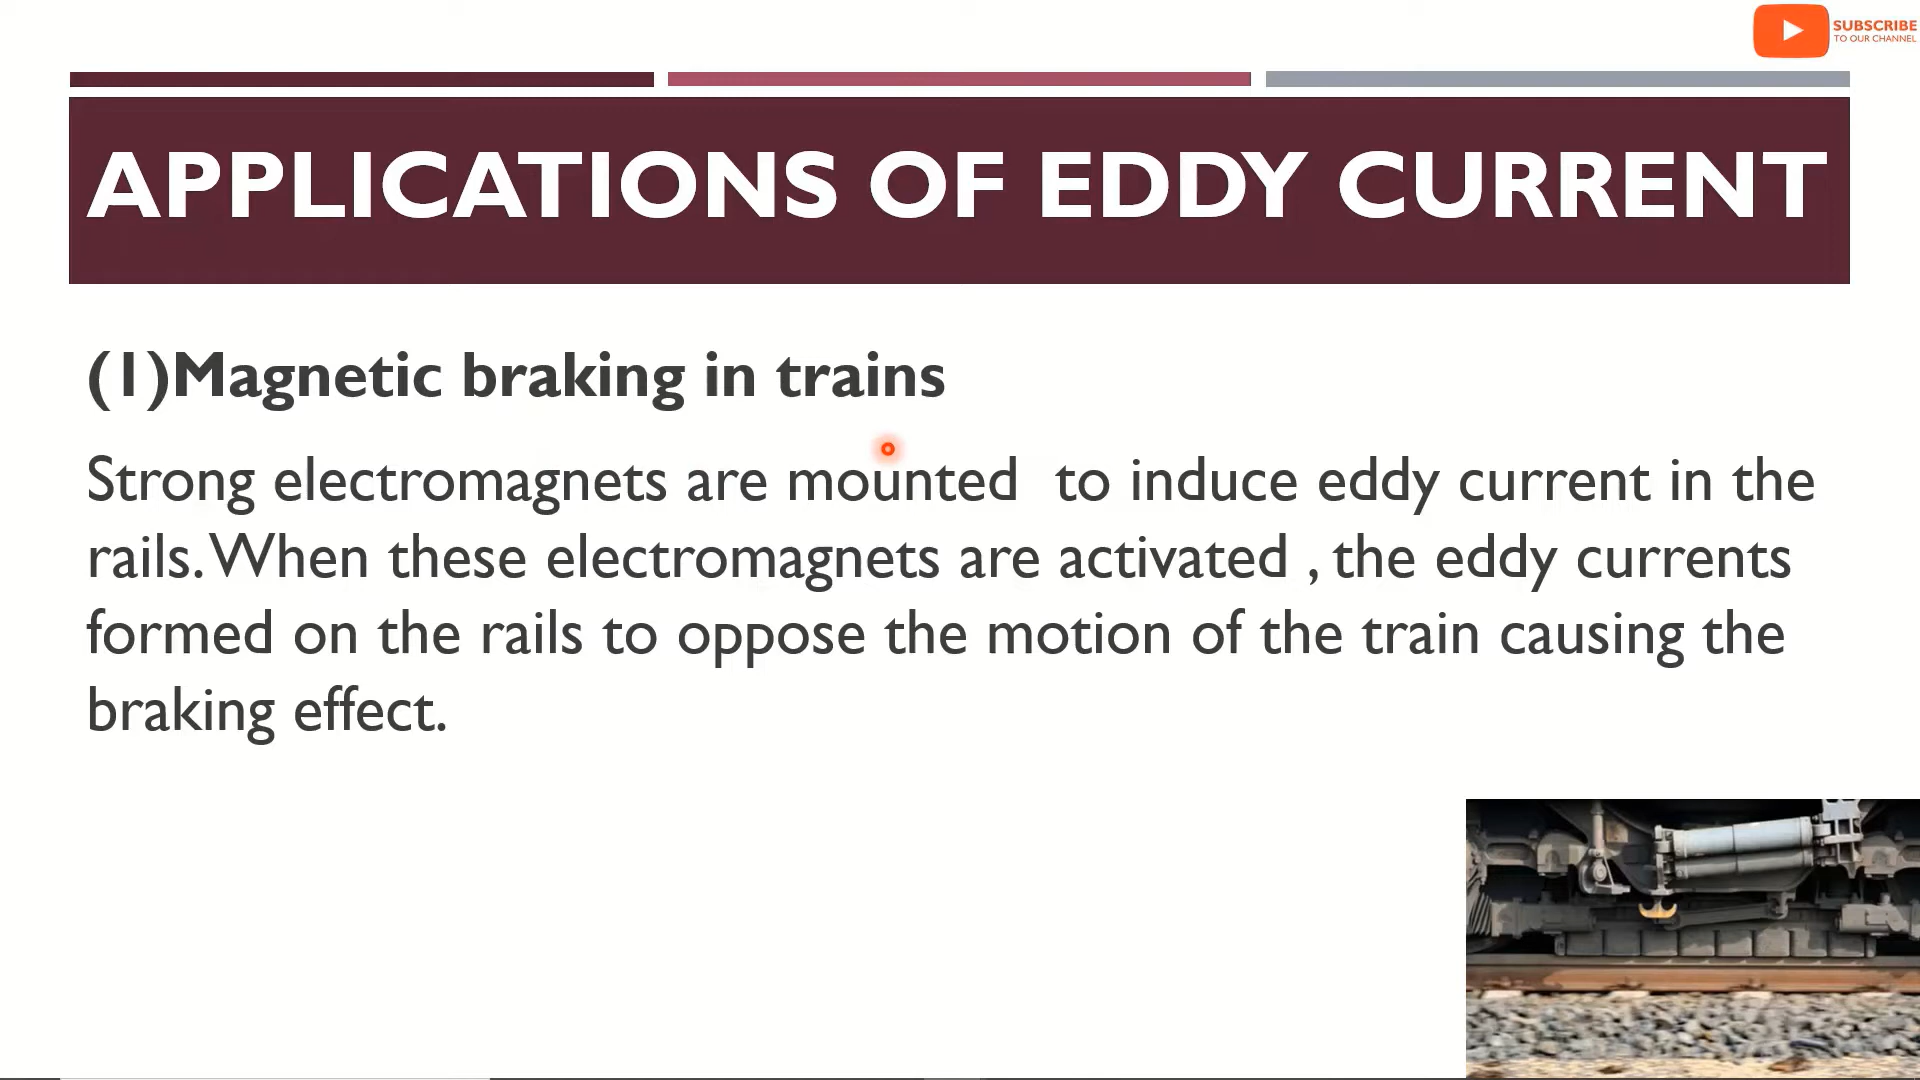 SUBSCRIBE
TO OUR CHANNEL
APPLICATIONS OF EDDY CURRENT
(1)Magnetic braking in trains
Strong electromagnets are mounted  to induce eddy current in the
rails. When these electromagnets are activated , the eddy currents
formed on the rails to oppose the motion of the train causing the
braking effect.